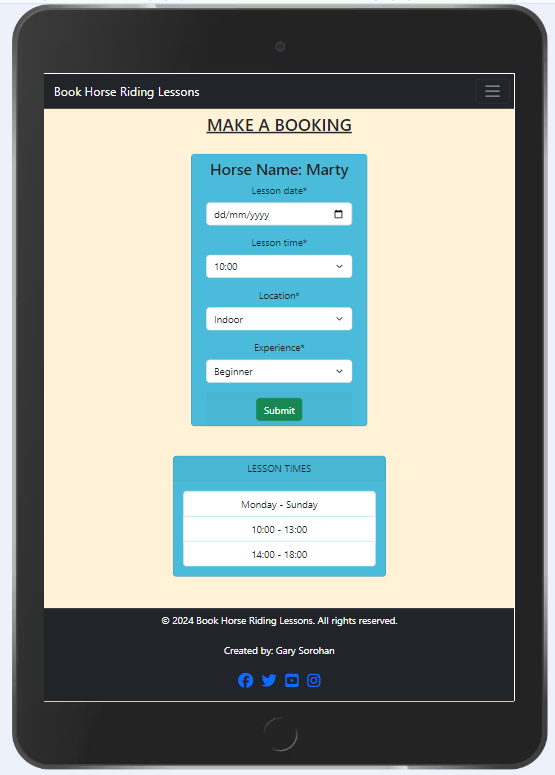 Book Horse Riding Lessons
MAKE A BOOKING
Horse Name: Marty
Lesson date*
dd/mm/yyyy
Lesson time*
10:00
Location*
Indoor
Experience*
Beginner
Submit
LESSON TIMES
Monday - Sunday
10:00 - 13:00
14:00 - 18:00
© 2024 Book Horse Riding Lessons. All rights reserved.
Created by: Gary Sorohan